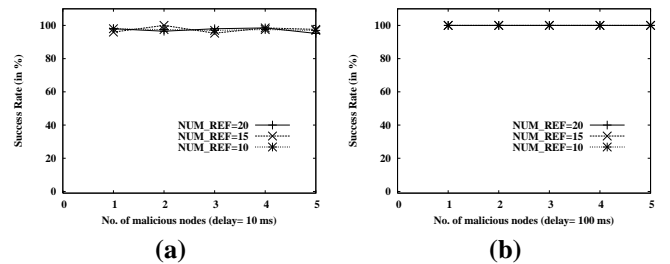 100
80
60
40
20
0
Success Rate (in %)
NUM_REF=20
NUM_REF=15
NUM_REF=10
0 1 2 3 4 5
No. of malicious nodes (delay= 10 ms)
(a)
100
80
60
40
20
0
Success Rate (in %)
NUM_REF=20
NUM_REF=15
NUM_REF=10
0 1 2 3 4 5
No. of malicious nodes (delay= 100 ms)
(b)